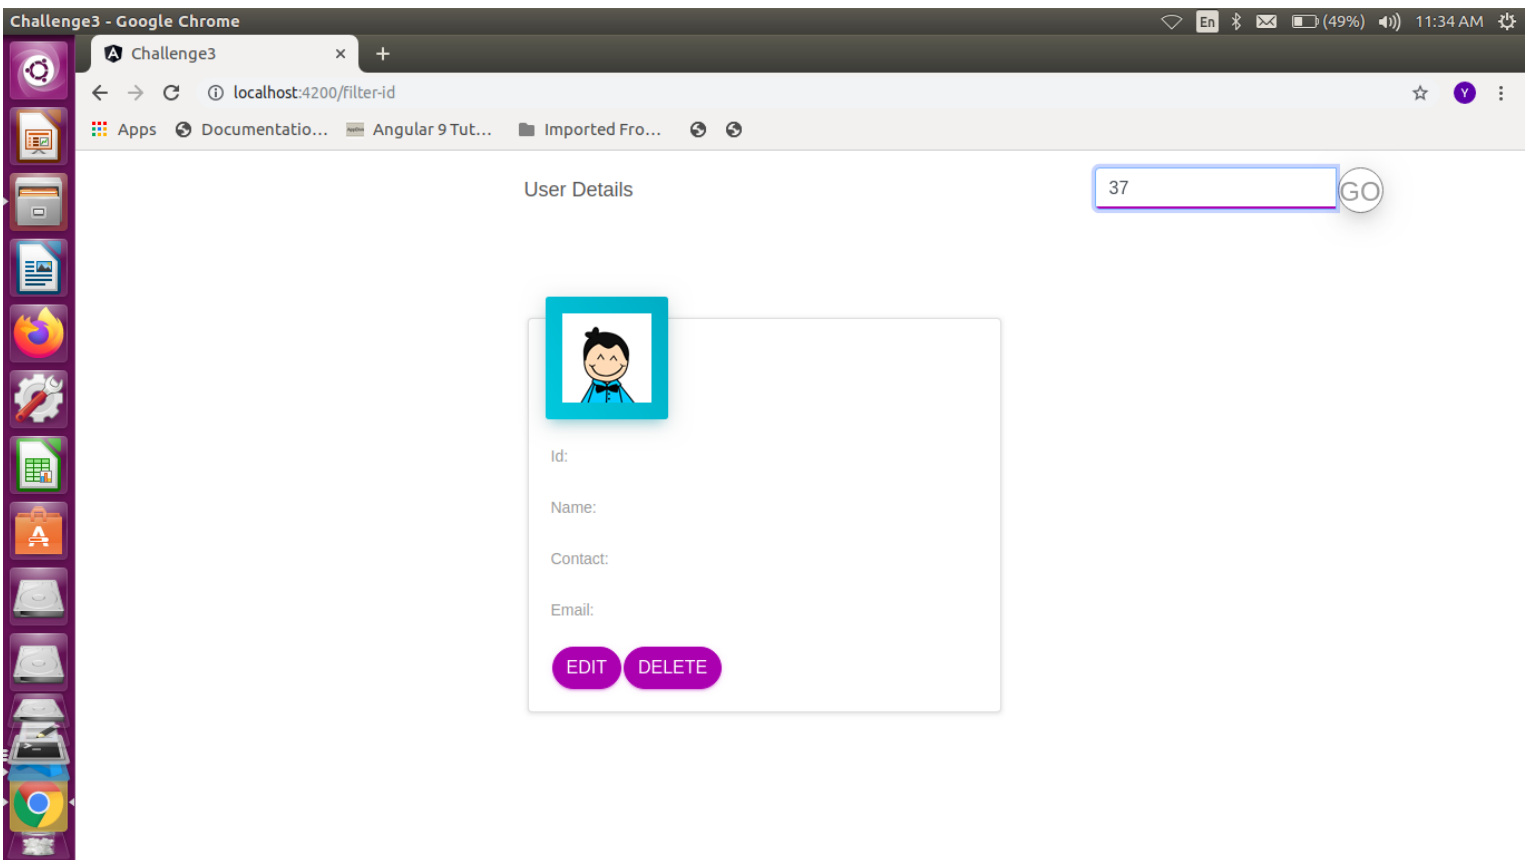 Challenge3 - Google Chrome
En
(49%)
11:34 AM
Challenge3
localhost:4200/filter-id
Y
Apps
Documentatio...
Angular 9 Tut...
Imported Fro...
User Details
37
GO
Id:
Name:
Contact:
Email:
EDIT
DELETE